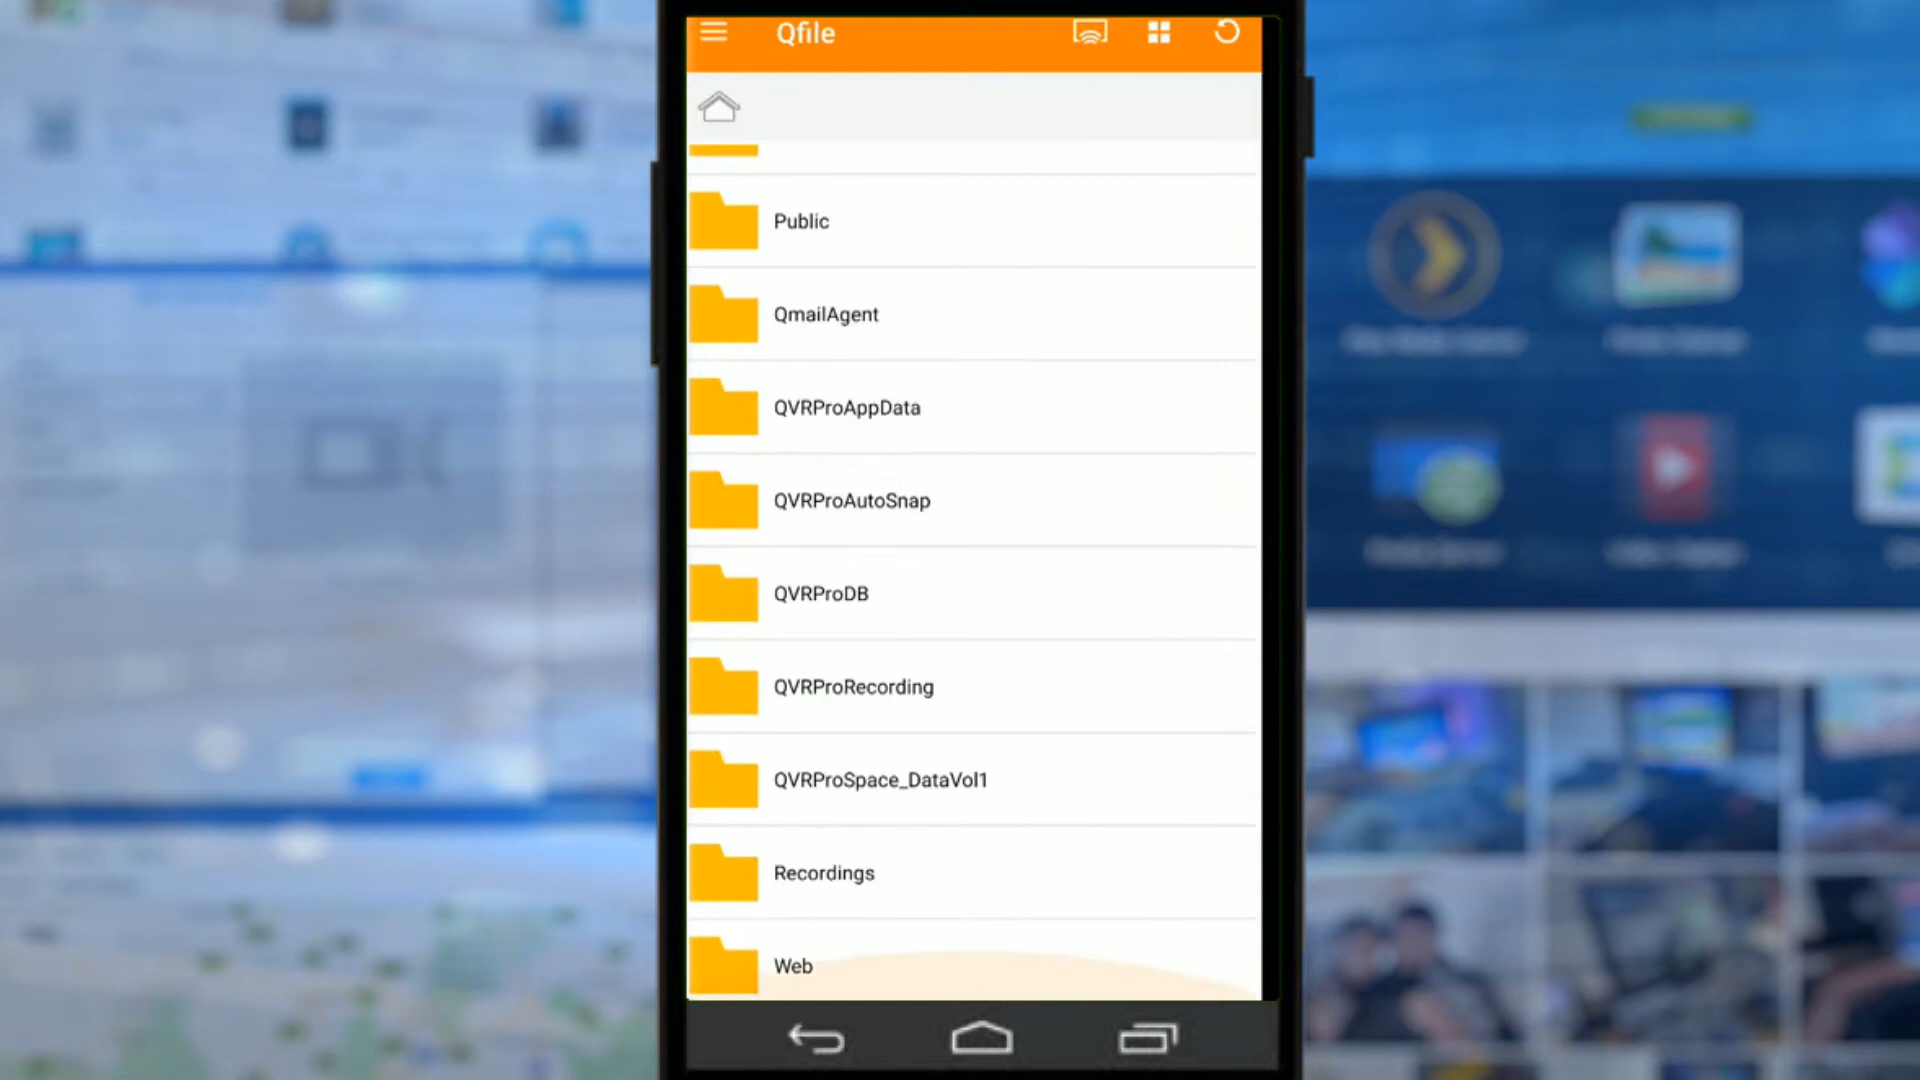 Qfile
Public
QmailAgent
QVRProAppData
QVRProAutoSnap
QVRProDB
QVRProRecording
QVRProSpace_DataVol1
Recordings
Web